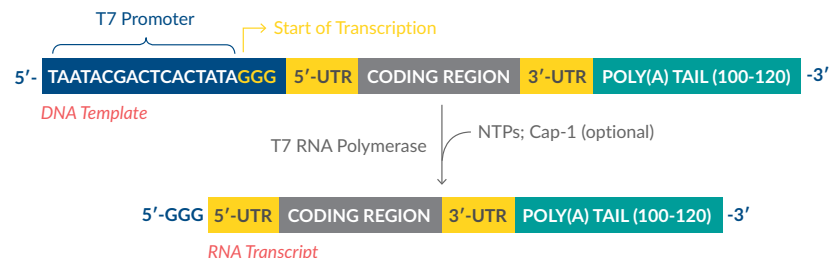 T7 Promoter
Start of Transcription
5′- TAATACGACTCACTATAGGG 5′-UTR CODING REGION 3′-UTR POLY(A) TAIL (100-120) -3′
DNA Template
T7 RNA Polymerase
NTPs; Cap-1 (optional)
5′-GGG 5′-UTR CODING REGION 3′-UTR POLY(A) TAIL (100-120) -3′
RNA Transcript